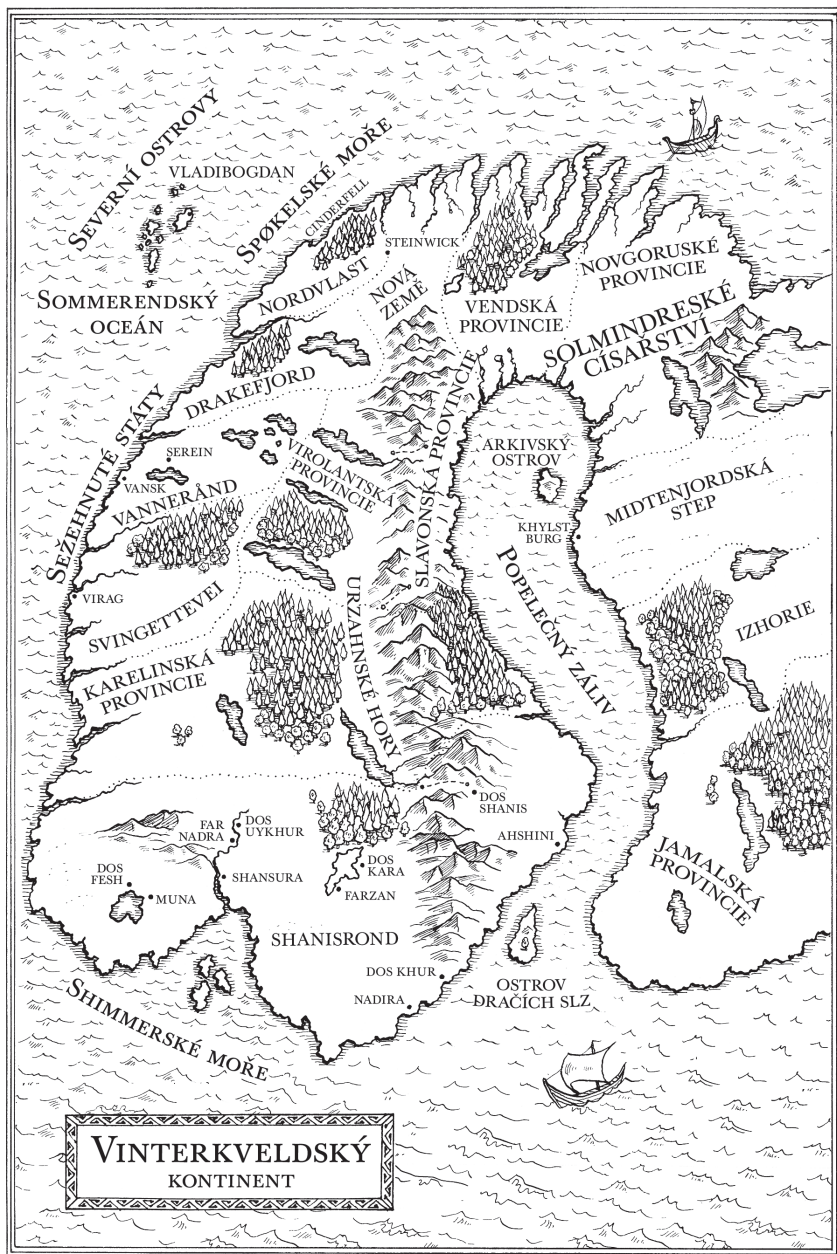 SEVERNÍ OSTROVY
VLADIBOGDAN
SPØKELSKÉ MOŘE
CINDERFELL
STEINWICK
SOMMERENDSKÝ
OCEÁN
NORDVLAST
NOVÁ
ZEMĚ
VENDSKÁ
PROVINCIE
NOVGORUSKÉ
PROVINCIE
SOLMINDRESKÉ
CÍSAŘSTVÍ
DRAKEFJORD
SEŽEHNUTÉ STÁTY
SEREIN
VANSK
VANNERÅND
VIROLANTSKÁ
PROVINCIE
SLAVONSKÁ PROVINCIE
ARKIVSKÝ
OSTROV
MIDTENJORDSKÁ
STEP
KHYLST
BURG
POPELEČNÝ ZÁLIV
VIRAG
SVINGETTEVEI
URZAHNSKÉ HORY
IZHORIE
KARELINSKÁ
PROVINCIE
DOS
SHANIS
FAR
NADRA
DOS
UYKHUR
AHSHINI
DOS
FESH
MUNA
SHANSURA
DOS
KARA
FARZAN
JAMALSKÁ
PROVINCIE
SHANISROND
DOS KHUR
NADIRA
OSTROV
DRAČÍCH SLZ
SHIMMERSKÉ MOŘE
VINTERKVELDSKÝ
KONTINENT